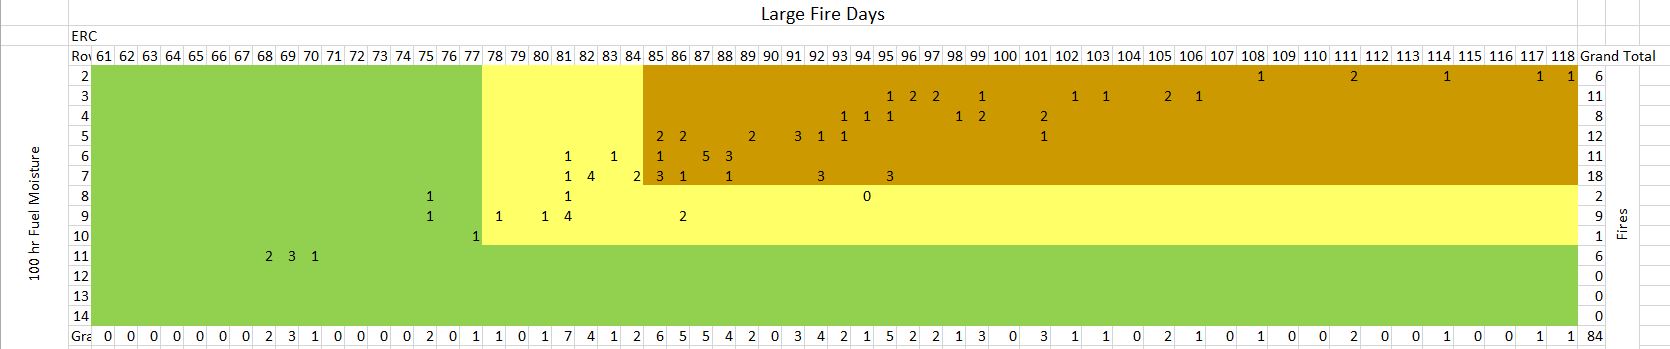 Large Fire Days
ERC
Rov 61 62 63 64 65 66 67 68 69 70 71 72 73 74 75 76 77 78 79 80 81 82 83 84 85 86 87 88 89 90 91 92 93 94 95 96 97 98 99 100 101 102 103 104 105 106 107 108 109 110 111 112 113 114 115 116 117 118 Grand Total
2 1 2 1 1 1 6
3 1 2 2 1 1 1 2 1 11
4 1 1 1 1 2 2 8
5 2 2 2 3 1 1 1 12
6 1 1 1 5 3 11
7 1 4 2 3 1 1 3 3 18
8 1 1 0 2
9 1 1 1 4 2 9
10 1 1
11 2 3 1 6
12 0
13 0
14 0
Gra 0 0 0 0 0 0 0 2 3 1 0 0 0 0 2 0 1 1 0 1 7 4 1 2 6 5 5 4 2 0 3 4 2 1 5 2 2 1 3 0 3 1 1 0 2 1 0 1 0 0 2 0 0 1 0 0 1 1 84
100 hr Fuel Moisture
Fires